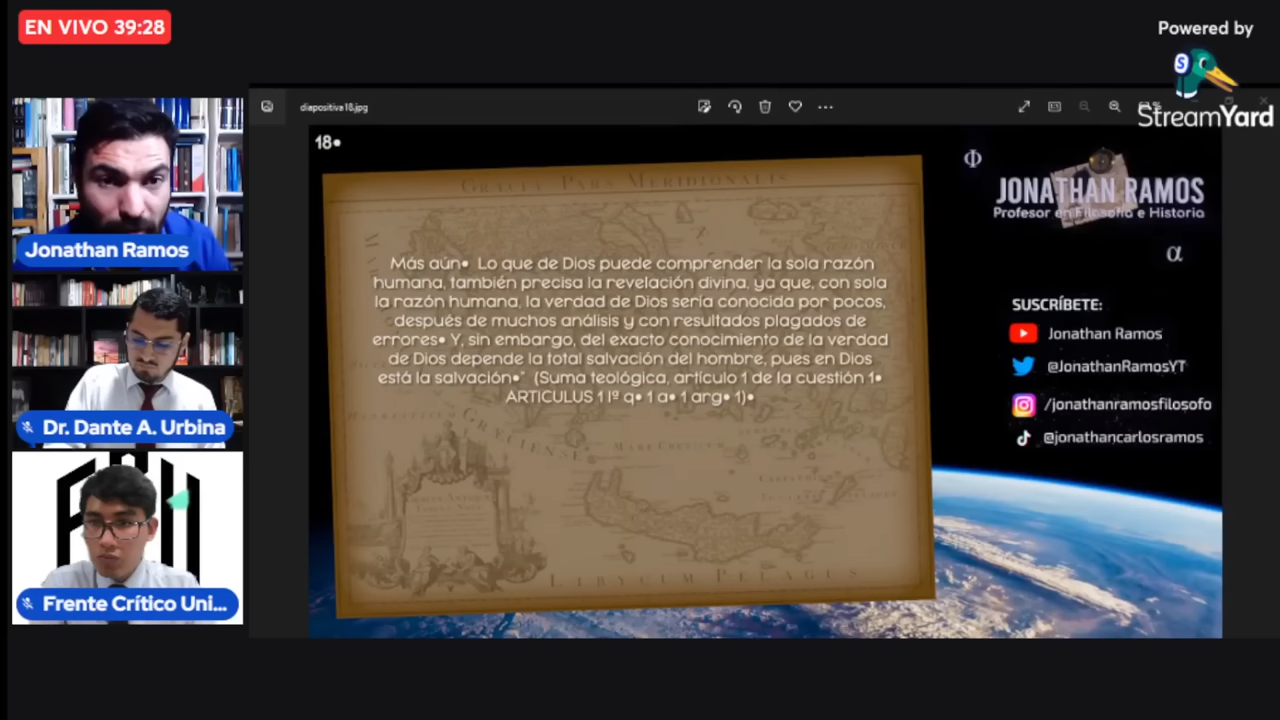 EN VIVO 39:28
Powered by
StreamYard
diapositiva18.jpg
18•
GRÆCIÆ PARS MERIDIONALIS
Más aún• Lo que de Dios puede comprender la sola razón
humana, también precisa la revelación divina, ya que, con sola
la razón humana, la verdad de Dios sería conocida por pocos,
después de muchos análisis y con resultados plagados de
errores• Y, sin embargo, del exacto conocimiento de la verdad
de Dios depende la total salvación del hombre, pues en Dios
está la salvación•" (Suma teológica, artículo 1 de la cuestión 1•
ARTICULUS 1 Iª q• 1 a• 1 arg• 1)•
LIBYCUM PELAGUS
Φ
JONATHAN RAMOS
Profesor en Filosofía e Historia
α
SUSCRÍBETE:
Jonathan Ramos
@JonathanRamosYT
/jonathanramosfilosofo
@jonathancarlosramos
Jonathan Ramos
Dr. Dante A. Urbina
Frente Crítico Uni...